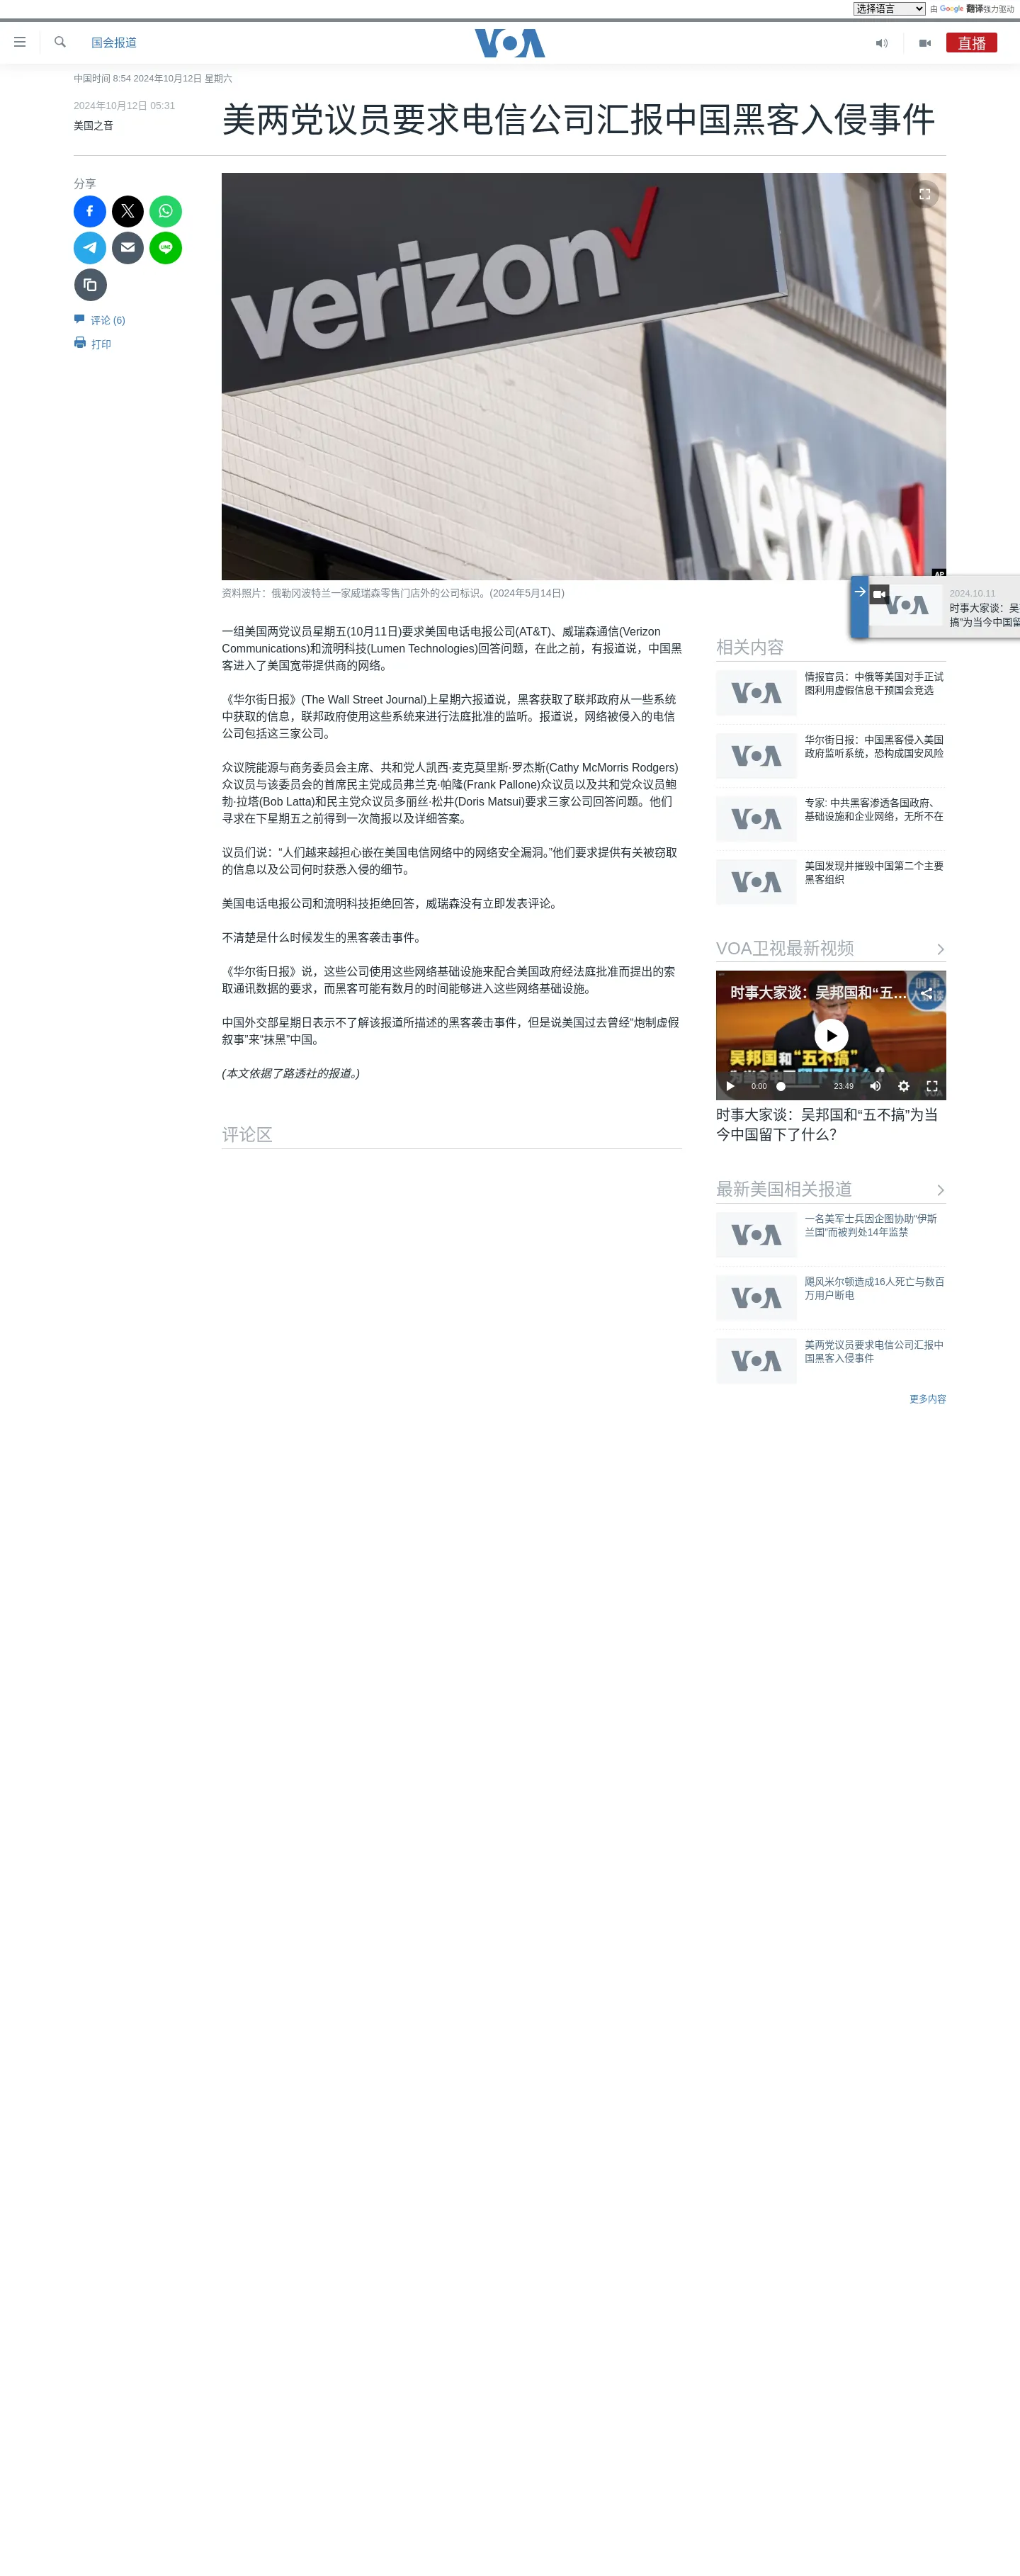 选择语言
由 Google 翻译强力驱动
国会报道
VOA
直播
中国时间 8:54 2024年10月12日 星期六
2024年10月12日 05:31
美国之音
美两党议员要求电信公司汇报中国黑客入侵事件
分享
评论 (6)
打印
verizon
verizon
AP
资料照片：俄勒冈波特兰一家威瑞森零售门店外的公司标识。(2024年5月14日)
2024.10.11
时事大家谈：吴
搞”为当今中国留
VOA
一组美国两党议员星期五(10月11日)要求美国电话电报公司(AT&T)、威瑞森通信(Verizon
Communications)和流明科技(Lumen Technologies)回答问题，在此之前，有报道说，中国黑
客进入了美国宽带提供商的网络。
《华尔街日报》(The Wall Street Journal)上星期六报道说，黑客获取了联邦政府从一些系统
中获取的信息，联邦政府使用这些系统来进行法庭批准的监听。报道说，网络被侵入的电信
公司包括这三家公司。
众议院能源与商务委员会主席、共和党人凯西·麦克莫里斯·罗杰斯(Cathy McMorris Rodgers)
众议员与该委员会的首席民主党成员弗兰克·帕隆(Frank Pallone)众议员以及共和党众议员鲍
勃·拉塔(Bob Latta)和民主党众议员多丽丝·松井(Doris Matsui)要求三家公司回答问题。他们
寻求在下星期五之前得到一次简报以及详细答案。
议员们说：“人们越来越担心嵌在美国电信网络中的网络安全漏洞。”他们要求提供有关被窃取
的信息以及公司何时获悉入侵的细节。
美国电话电报公司和流明科技拒绝回答，威瑞森没有立即发表评论。
不清楚是什么时候发生的黑客袭击事件。
《华尔街日报》说，这些公司使用这些网络基础设施来配合美国政府经法庭批准而提出的索
取通讯数据的要求，而黑客可能有数月的时间能够进入这些网络基础设施。
中国外交部星期日表示不了解该报道所描述的黑客袭击事件，但是说美国过去曾经“炮制虚假
叙事”来“抹黑”中国。
(本文依据了路透社的报道。)
评论区
相关内容
VOA
情报官员：中俄等美国对手正试
图利用虚假信息干预国会竞选
VOA
华尔街日报：中国黑客侵入美国
政府监听系统，恐构成国安风险
VOA
专家: 中共黑客渗透各国政府、
基础设施和企业网络，无所不在
VOA
美国发现并摧毁中国第二个主要
黑客组织
VOA卫视最新视频
时事大家谈：吴邦国和“五...
吴邦国和“五不搞”
为当今中国留下了什么?
0:00
23:49
VOA
时事大家谈：吴邦国和“五不搞”为当
今中国留下了什么？
最新美国相关报道
VOA
一名美军士兵因企图协助“伊斯
兰国”而被判处14年监禁
VOA
飓风米尔顿造成16人死亡与数百
万用户断电
VOA
美两党议员要求电信公司汇报中
国黑客入侵事件
更多内容